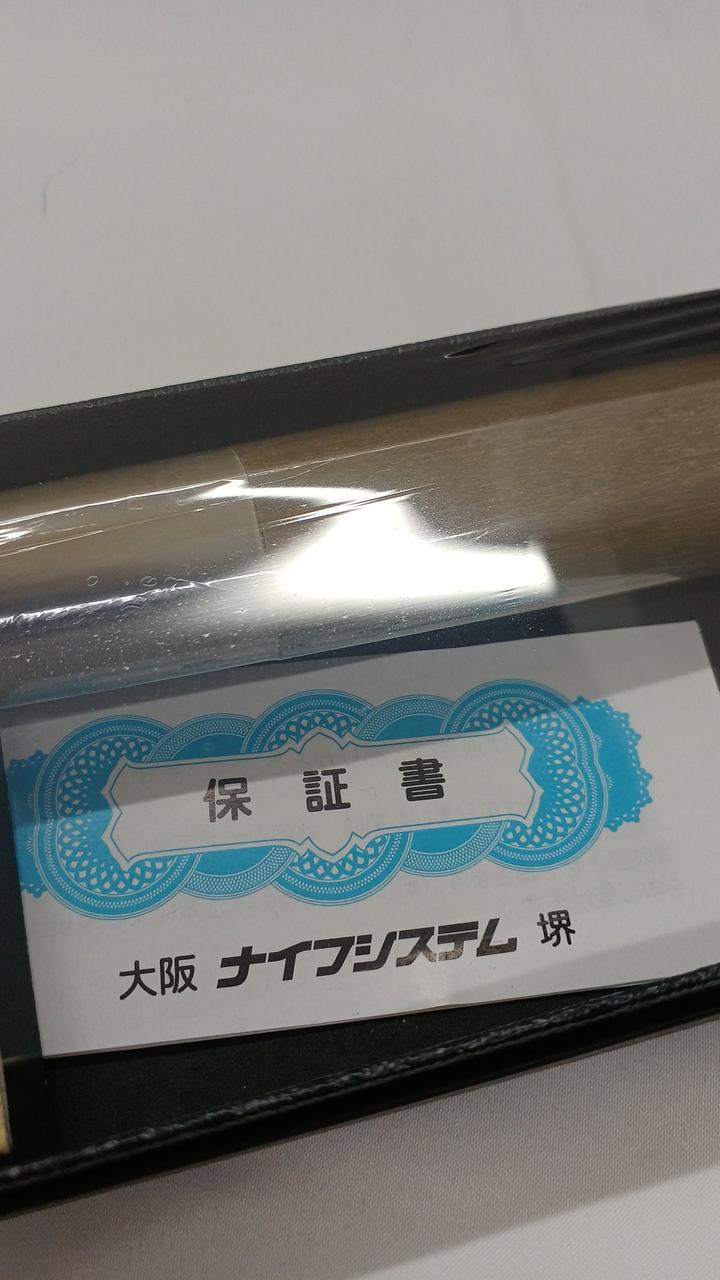 保証書
大阪 ナイフシステム 堺